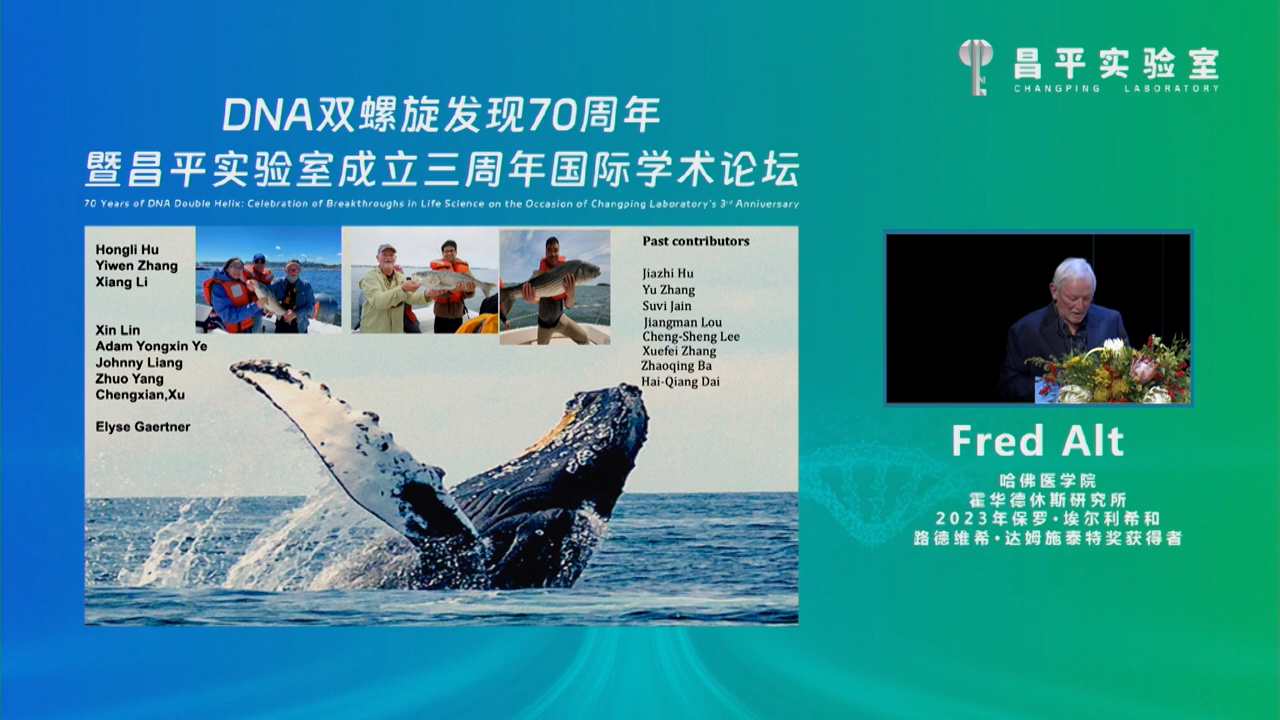 昌平实验室
CHANGPING LABORATORY
DNA双螺旋发现70周年
暨昌平实验室成立三周年国际学术论坛
70 Years of DNA Double Helix: Celebration of Breakthroughs in Life Science on the Occasion of Changping Laboratory's 3rd Anniversary
Hongli Hu
Yiwen Zhang
Xiang Li
Xin Lin
Adam Yongxin Ye
Johnny Liang
Zhuo Yang
Chengxian,Xu
Elyse Gaertner
Past contributors
Jiazhi Hu
Yu Zhang
Suvi Jain
Jiangman Lou
Cheng-Sheng Lee
Xuefei Zhang
Zhaoqing Ba
Hai-Qiang Dai
Fred Alt
哈佛医学院
霍华德休斯研究所
2023年保罗·埃尔利希和
路德维希·达姆施泰特奖获得者